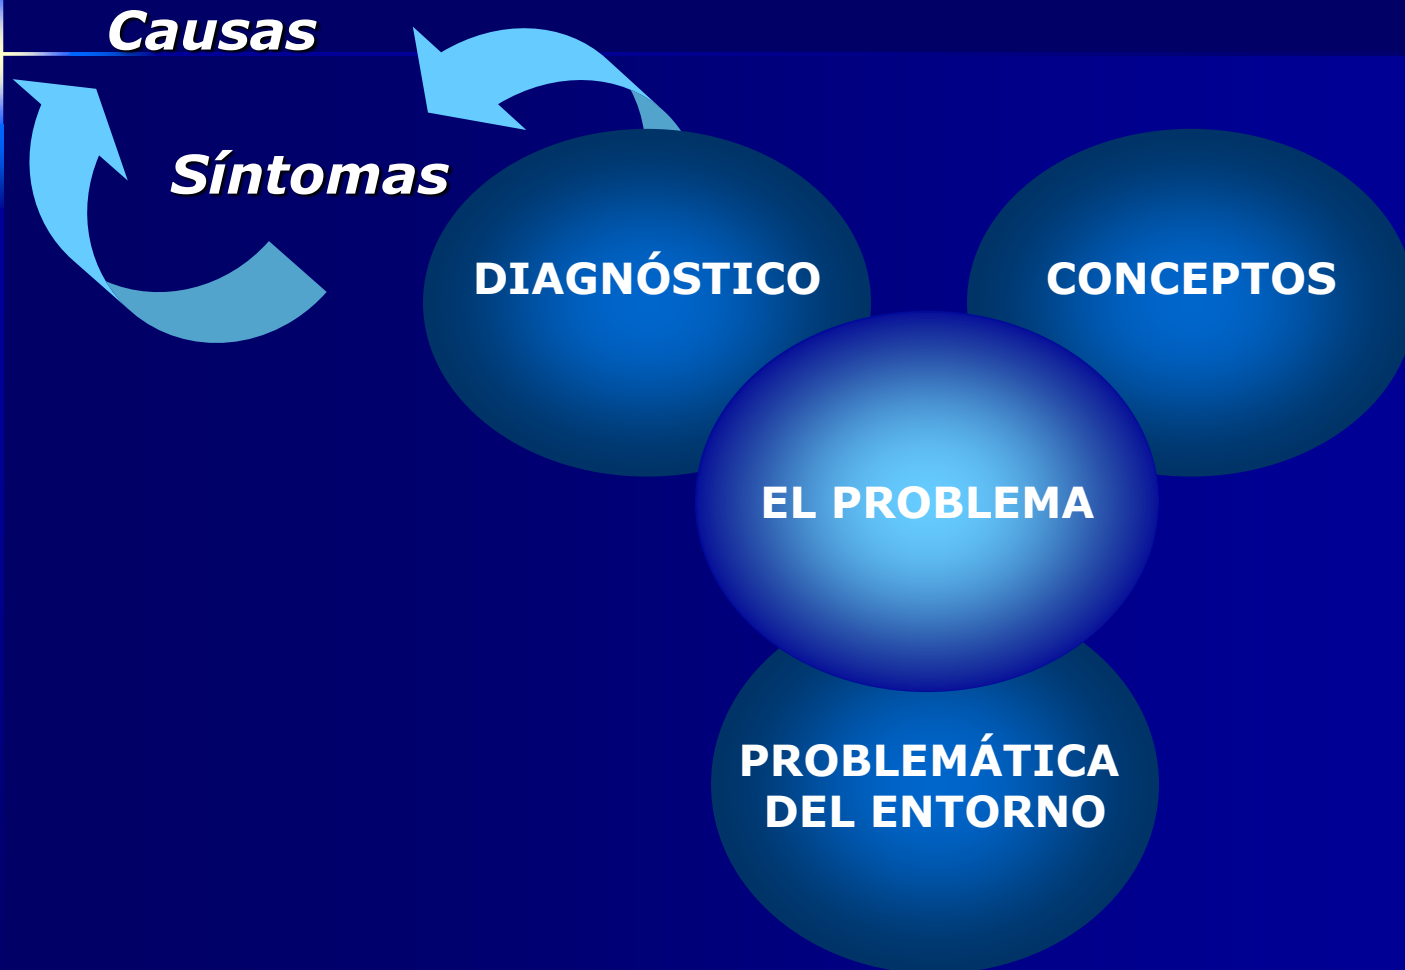 Causas
Síntomas
DIAGNÓSTICO
CONCEPTOS
EL PROBLEMA
PROBLEMÁTICA
DEL ENTORNO